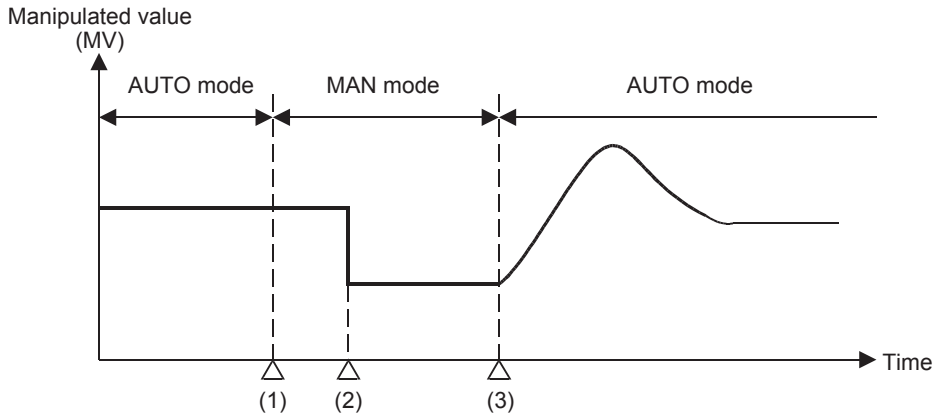 Manipulated value
(MV)
AUTO mode
MAN mode
AUTO mode
Time
(1)
(2)
(3)